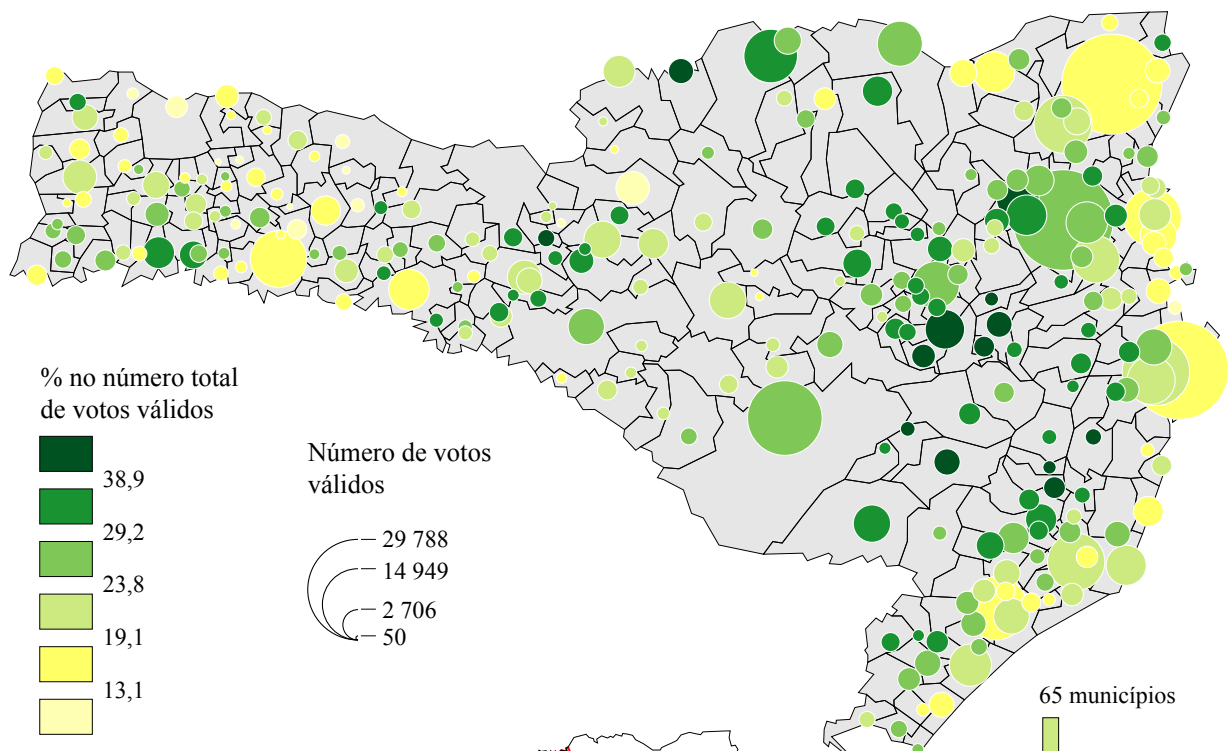 % no número total
de votos válidos
38,9
29,2
23,8
19,1
13,1
Número de votos
válidos
29 788
14 949
2 706
50
65 municípios